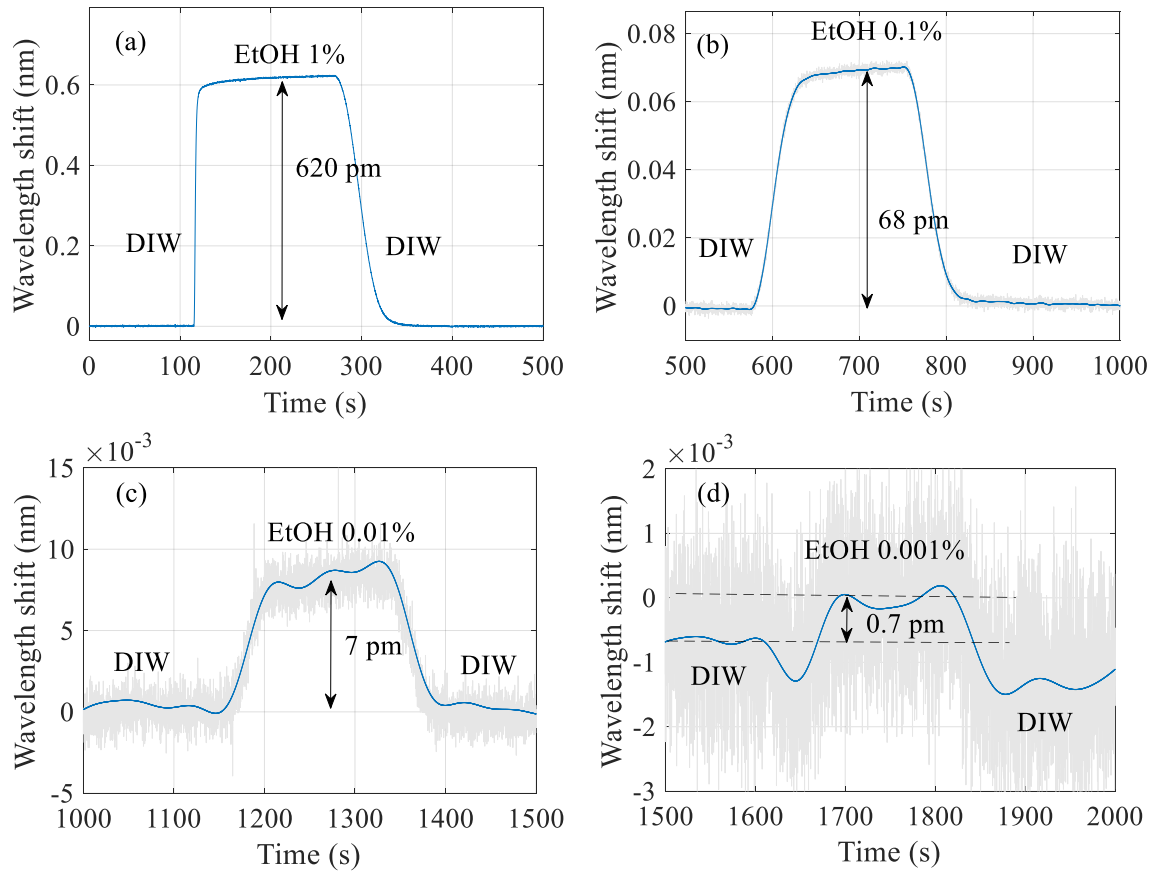 (a)
EtOH 1%
620 pm
DIW
DIW
Wavelength shift (nm)
0.6
0.4
0.2
0
0 100 200 300 400 500
Time (s)
(b)
EtOH 0.1%
68 pm
DIW
DIW
Wavelength shift (nm)
0.08
0.06
0.04
0.02
0
500 600 700 800 900 1000
Time (s)
×10⁻³
(c)
EtOH 0.01%
7 pm
DIW
DIW
Wavelength shift (nm)
15
10
5
0
-5
1000 1100 1200 1300 1400 1500
Time (s)
×10⁻³
(d)
EtOH 0.001%
0.7 pm
DIW
DIW
Wavelength shift (nm)
2
1
0
-1
-2
-3
1500 1600 1700 1800 1900 2000
Time (s)